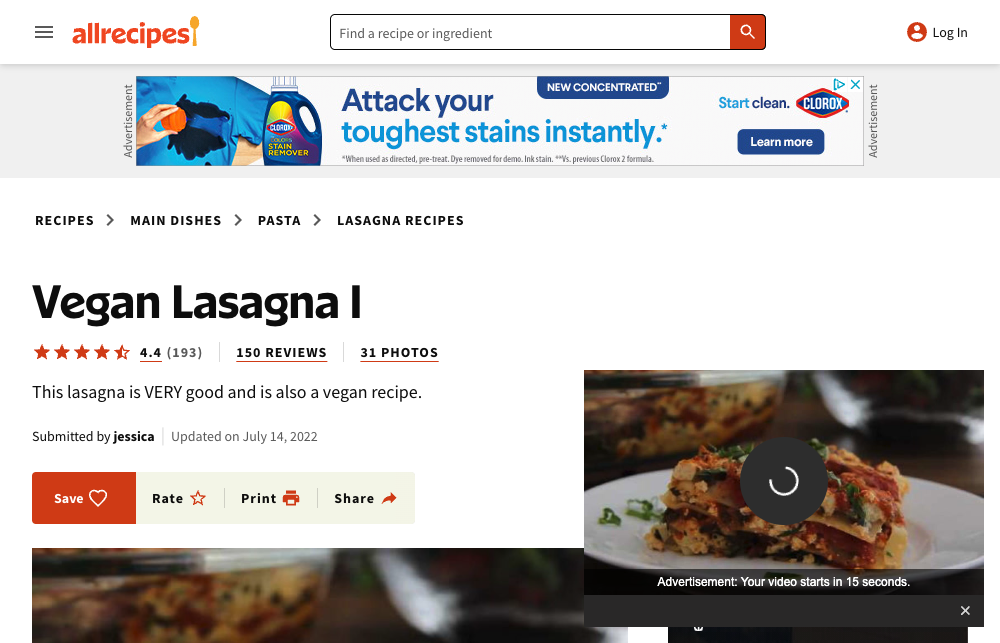 allrecipes
Find a recipe or ingredient
Log In
Advertisement
CLOROX
STAIN
REMOVER
Attack your
toughest stains instantly.*
*When used as directed, pre-treat. Dye removed for demo. Ink stain. **Vs. previous Clorox 2 formula.
NEW CONCENTRATED**
Start clean. CLOROX
Learn more
Advertisement
RECIPES > MAIN DISHES > PASTA > LASAGNA RECIPES
Vegan Lasagna I
4.4 (193) 150 REVIEWS 31 PHOTOS
This lasagna is VERY good and is also a vegan recipe.
Submitted by jessica Updated on July 14, 2022
Save Rate Print Share
Advertisement: Your video starts in 15 seconds.